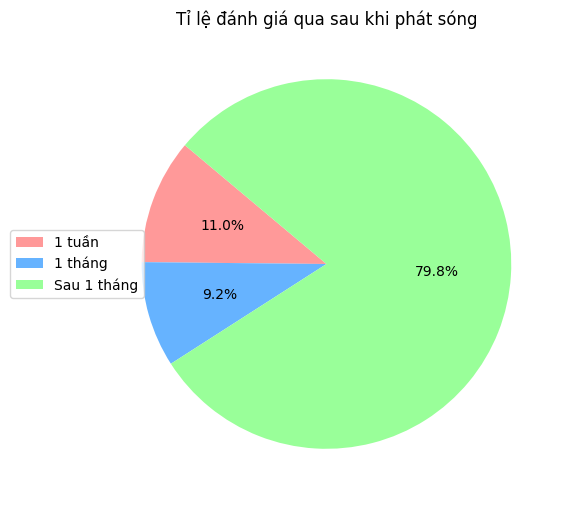 Tỉ lệ đánh giá qua sau khi phát sóng
11.0%
1 tuần
1 tháng
Sau 1 tháng
79.8%
9.2%